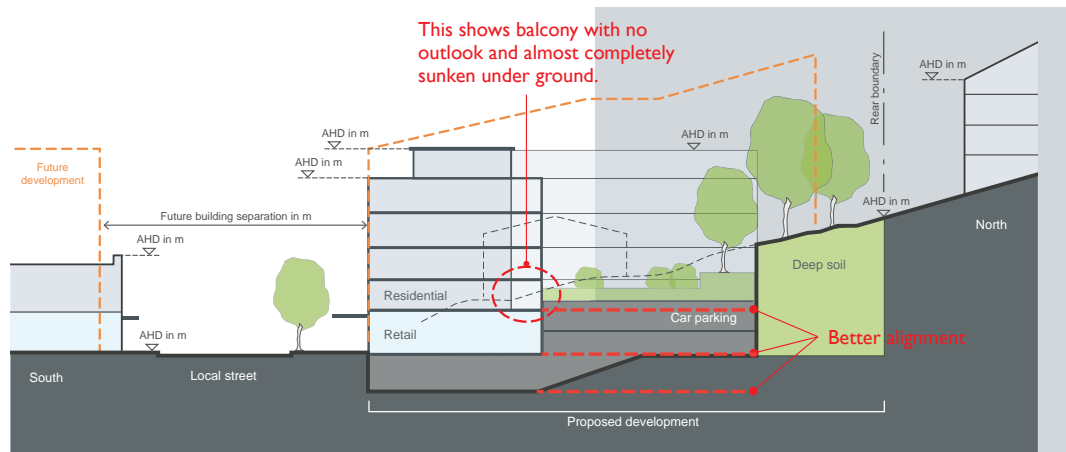 This shows balcony with no
outlook and almost completely
sunken under ground.
AHD in m
Rear boundary
AHD in m
AHD in m
AHD in m
Future
development
Future building separation in m
AHD in m
AHD in m
North
Deep soil
Residential
Car parking
Retail
AHD in m
Better alignment
South
Local street
Proposed development